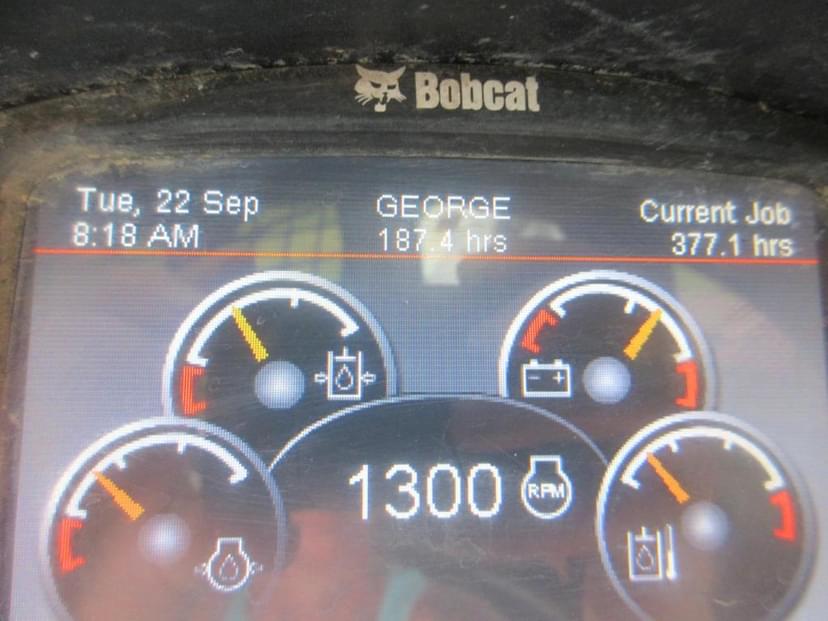 Bobcat
Tue, 22 Sep
8:18 AM
GEORGE
187.4 hrs
Current Job
377.1 hrs
1300 RPM